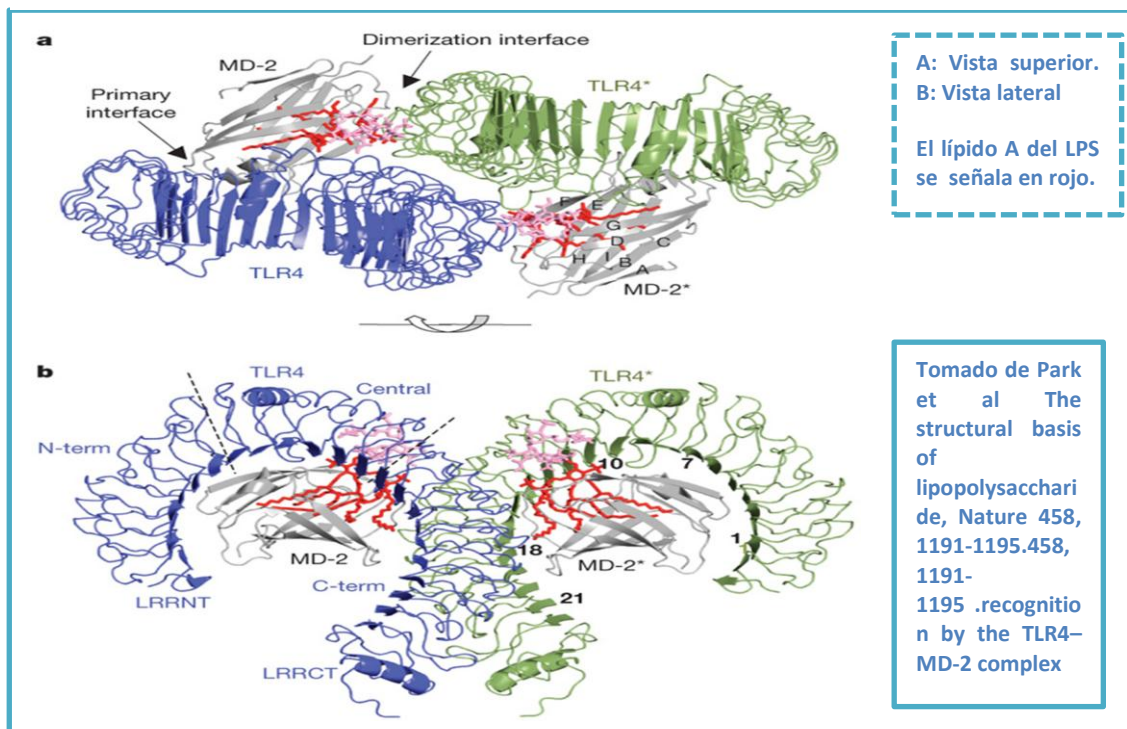 a
Dimerization interface
MD-2
Primary
interface
TLR4*
F
E
G
D
C
H
I
B
A
TLR4
MD-2*
b
TLR4
Central
TLR4*
N-term
10
7
MD-2
18
MD-2*
1
C-term
21
LRRNT
LRRCT
A: Vista superior.
B: Vista lateral
El lípido A del LPS
se señala en rojo.
Tomado de Park
et al The
structural basis
of
lipopolysacchari
de, Nature 458,
1191-1195.458,
1191-
1195 .recognitio
n by the TLR4–
MD-2 complex